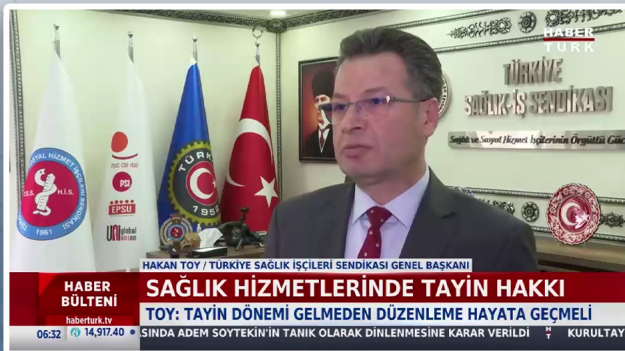 HABER
TURK
TÜRKİYE
SAĞLIK-İŞ SENDİKASI
Sağlık ve Sosyal Hizmet İşçilerinin Örgütlü Gücü
1961
PSI
EPSU
UNI global union
TÜRK-İŞ
1952
HAKAN TOY / TÜRKİYE SAĞLIK İŞÇİLERİ SENDİKASI GENEL BAŞKANI
HABER
BÜLTENİ
haberturk.tv
SAĞLIK HİZMETLERİNDE TAYİN HAKKI
TOY: TAYİN DÖNEMİ GELMEDEN DÜZENLEME HAYATA GEÇMELİ
06:32 14,917.40 ASINDA ADEM SOYTEKİN'İN TANIK OLARAK DİNLENMESİNE KARAR VERİLDİ KURULTAY